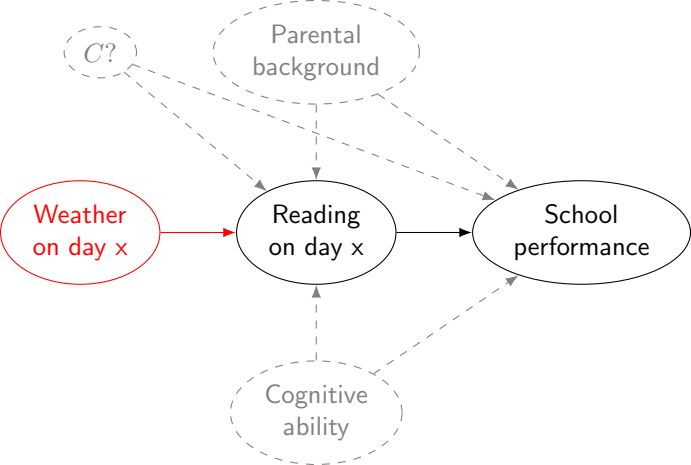 C?
Parental
background
Weather
on day x
Reading
on day x
School
performance
Cognitive
ability